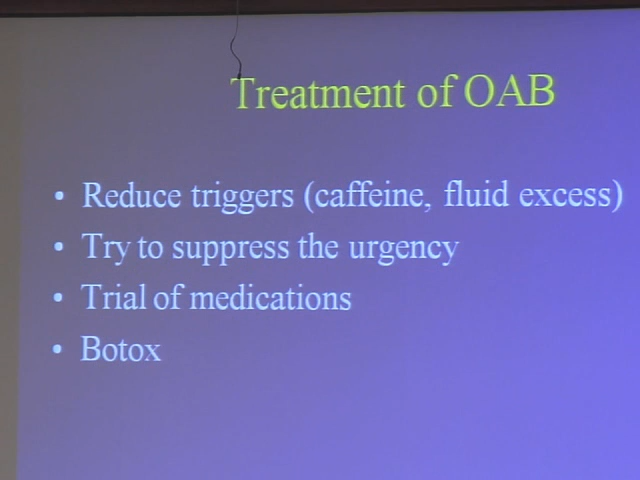 Treatment of OAB
• Reduce triggers (caffeine, fluid excess)
• Try to suppress the urgency
• Trial of medications
• Botox